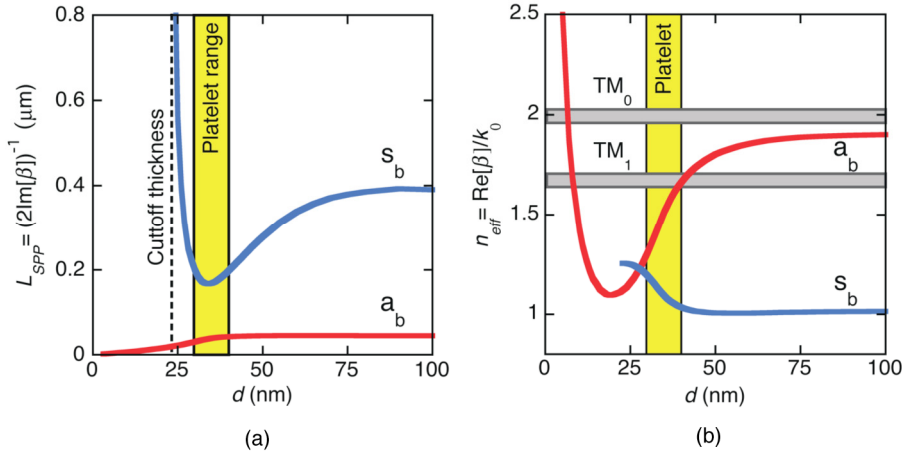 L_SPP = (2Im[β])⁻¹ (μm)
0.8
0.6
0.4
0.2
0
Cuttoff thickness
Platelet range
s_b
a_b
0 25 50 75 100
d (nm)
(a)
n_eff = Re[β]/k_0
2.5
2
1.5
1
Platelet
TM_0
TM_1
a_b
s_b
0 25 50 75 100
d (nm)
(b)